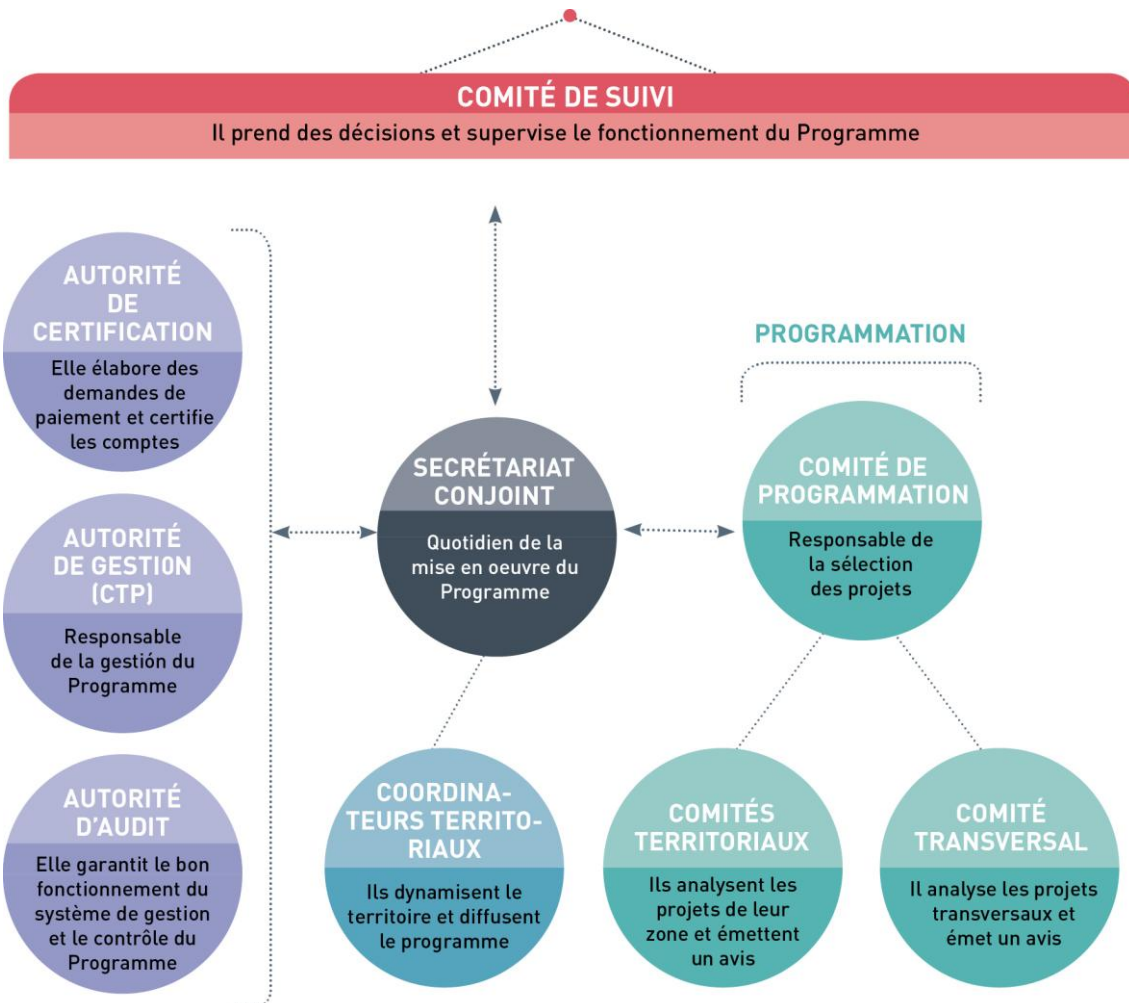 COMITÉ DE SUIVI
Il prend des décisions et supervise le fonctionnement du Programme
AUTORITÉ
DE
CERTIFICATION
Elle élabore des
demandes de
paiement et certifie
les comptes
AUTORITÉ
DE GESTION
(CTP)
Responsable
de la gestión du
Programme
AUTORITÉ
D'AUDIT
Elle garantit le bon
fonctionnement du
système de gestion
et le contrôle du
Programme
SECRÉTARIAT
CONJOINT
Quotidien de la
mise en oeuvre du
Programme
COORDINA-
TEURS TERRITO-
RIAUX
Ils dynamisent le
territoire et diffusent
le programme
PROGRAMMATION
COMITÉ DE
PROGRAMMATION
Responsable de
la sélection
des projets
COMITÉS
TERRITORIAUX
Ils analysent les
projets de leur
zone et émettent
un avis
COMITÉ
TRANSVERSAL
Il analyse les projets
transversaux et
émet un avis